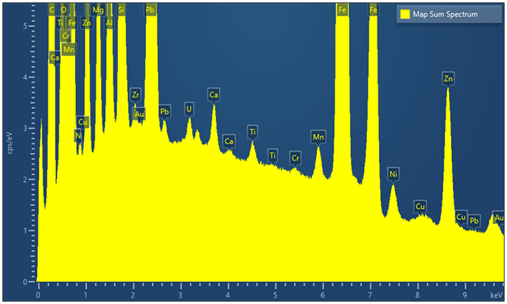 Map Sum Spectrum
C O Mg Si Pb Fe Fe
Ti Fe Zn Al
Cr
Mn
Ca
Zn
Zr Ca
Cu Au Pb U
N Ca Ti Mn
Ti Cr
Ni
Cu Cu Au
Pb
5
4
3
2
1
0
cps/eV
0 1 2 3 4 5 6 7 8 9 keV